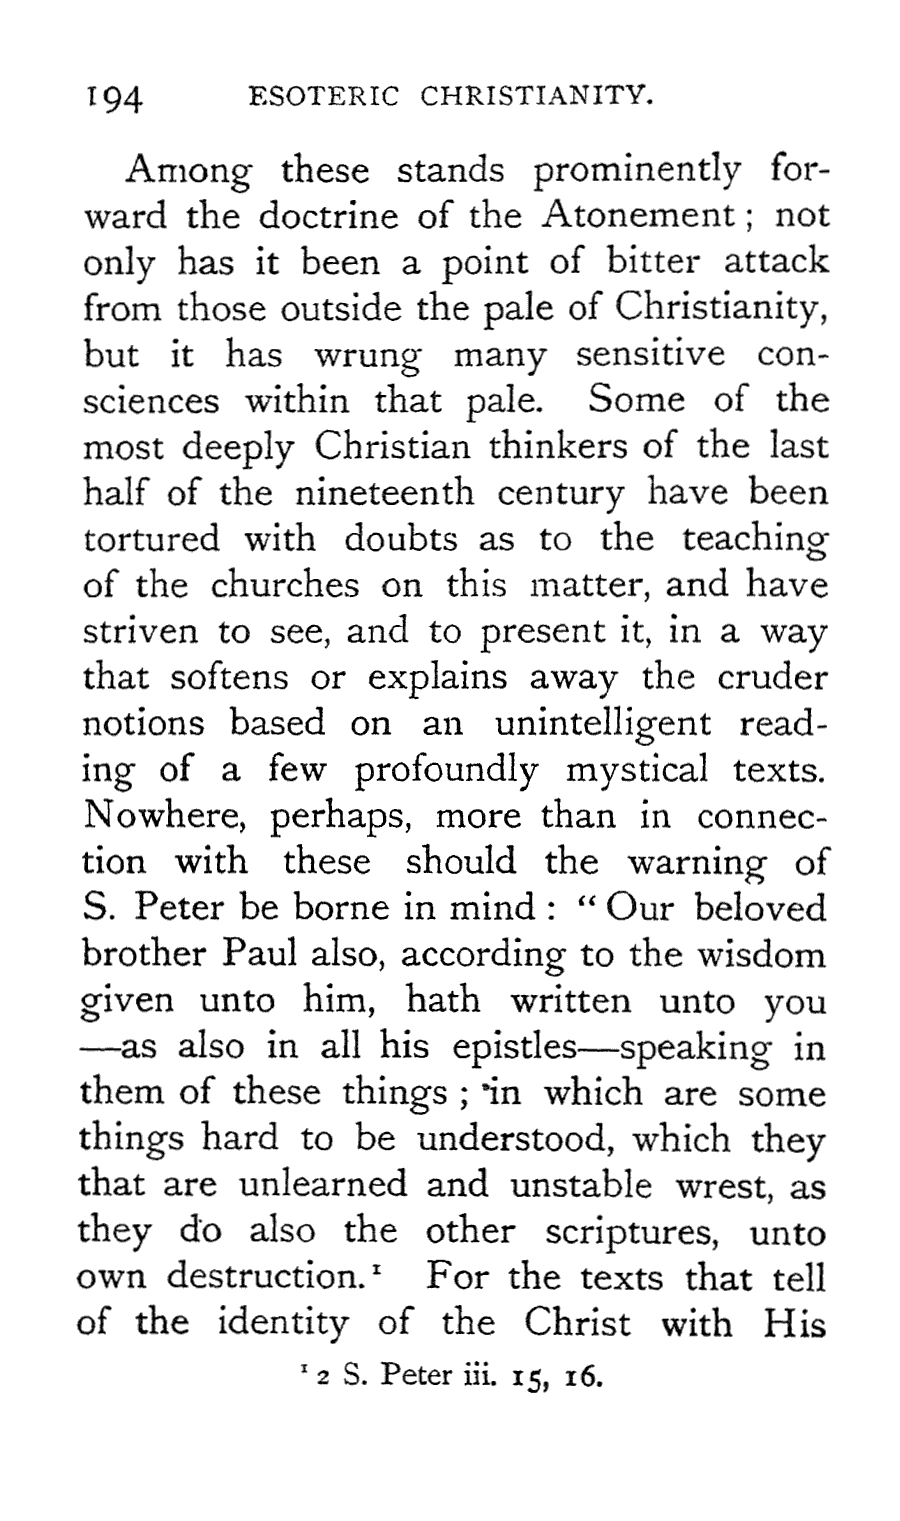 194 ESOTERIC CHRISTIANITY.
Among these stands prominently for-
ward the doctrine of the Atonement ; not
only has it been a point of bitter attack
from those outside the pale of Christianity,
but it has wrung many sensitive con-
sciences within that pale. Some of the
most deeply Christian thinkers of the last
half of the nineteenth century have been
tortured with doubts as to the teaching
of the churches on this matter, and have
striven to see, and to present it, in a way
that softens or explains away the cruder
notions based on an unintelligent read-
ing of a few profoundly mystical texts.
Nowhere, perhaps, more than in connec-
tion with these should the warning of
S. Peter be borne in mind : “ Our beloved
brother Paul also, according to the wisdom
given unto him, hath written unto you
—as also in all his epistles—speaking in
them of these things ; in which are some
things hard to be understood, which they
that are unlearned and unstable wrest, as
they do also the other scriptures, unto
own destruction.¹ For the texts that tell
of the identity of the Christ with His
¹ 2 S. Peter iii. 15, 16.